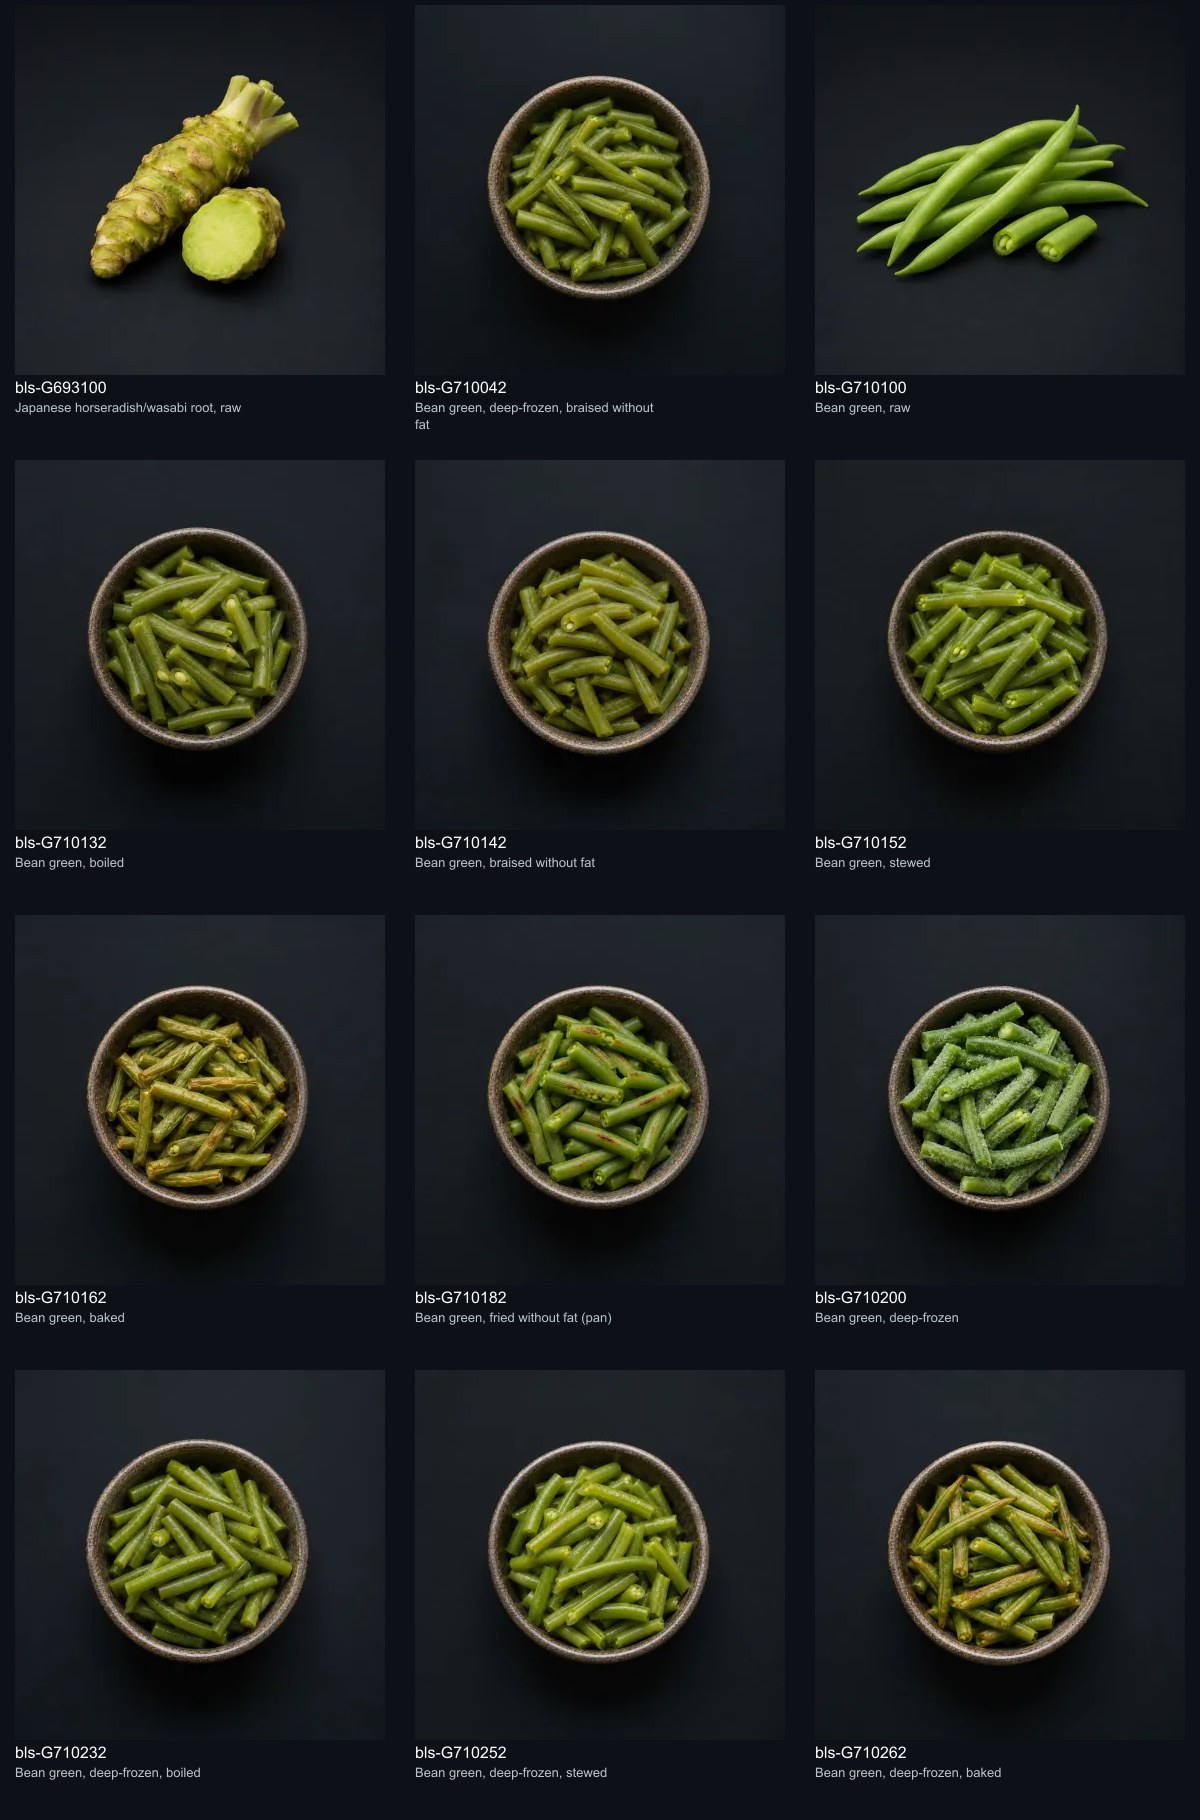 bls-G693100
Japanese horseradish/wasabi root, raw
bls-G710042
Bean green, deep-frozen, braised without
fat
bls-G710100
Bean green, raw
bls-G710132
Bean green, boiled
bls-G710142
Bean green, braised without fat
bls-G710152
Bean green, stewed
bls-G710162
Bean green, baked
bls-G710182
Bean green, fried without fat (pan)
bls-G710200
Bean green, deep-frozen
bls-G710232
Bean green, deep-frozen, boiled
bls-G710252
Bean green, deep-frozen, stewed
bls-G710262
Bean green, deep-frozen, baked